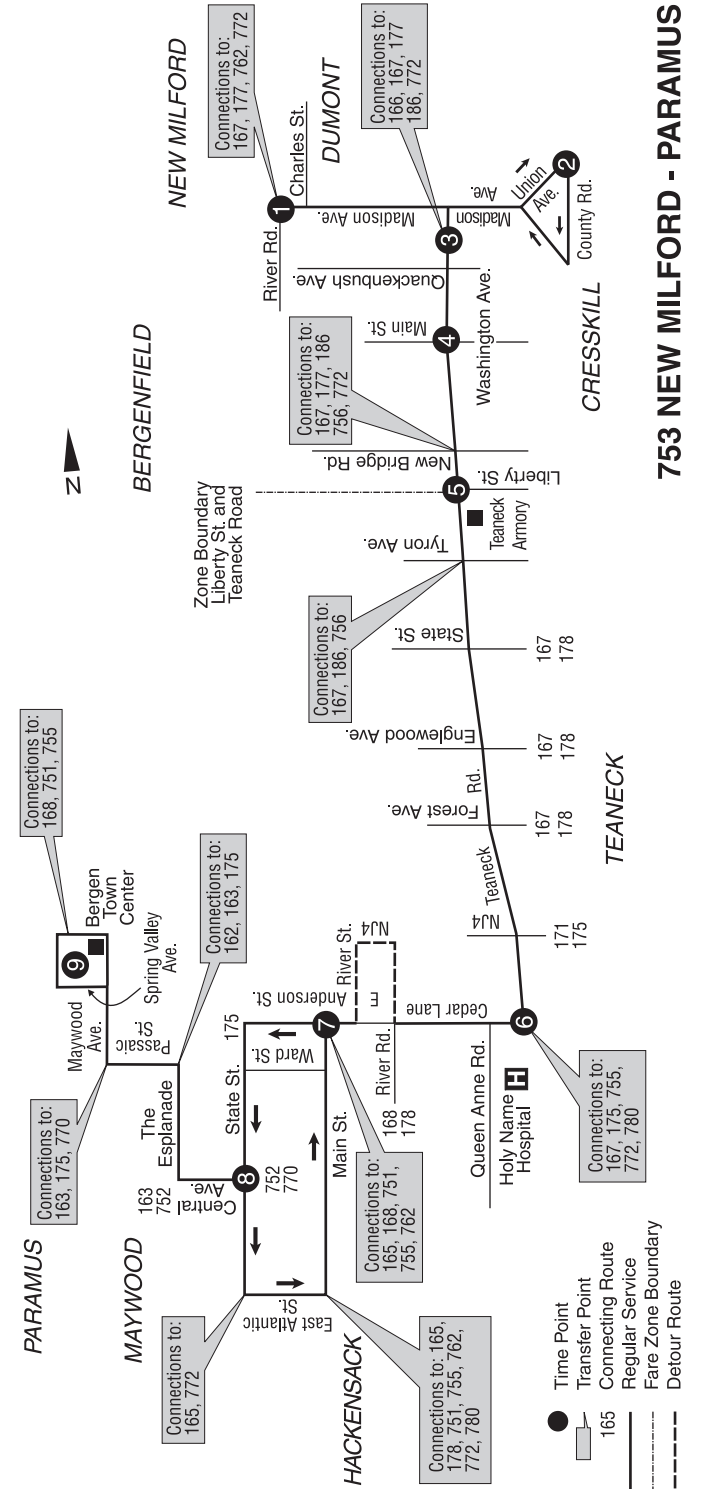 753 NEW MILFORD - PARAMUS
N
PARAMUS
MAYWOOD
HACKENSACK
BERGENFIELD
NEW MILFORD
DUMONT
TEANECK
CRESSKILL
Connections to:
168, 751, 755
9
Bergen
Town
Center
Maywood
Ave.
Spring Valley
Ave.
Passaic
St.
Connections to:
163, 175, 770
Connections to:
162, 163, 175
The
Esplanade
163
752
Central
Ave.
8
752
770
State St.
175
Ward St.
Main St.
East Atlantic
St.
Connections to:
165, 772
Connections to: 165,
178, 751, 755, 762,
772, 780
Connections to:
165, 168, 751,
755, 762
7
Anderson St.
River St.
NJ4
E
River Rd.
168
178
Cedar Lane
Queen Anne Rd.
Holy Name
Hospital
H
6
Connections to:
167, 175, 755,
772, 780
NJ4
171
175
Teaneck
Rd.
Forest Ave.
167
178
Englewood Ave.
167
178
State St.
167
178
Connections to:
167, 186, 756
Tyron Ave.
Teaneck
Armory
Zone Boundary
Liberty St. and
Teaneck Road
5
Liberty St.
New Bridge Rd.
Connections to:
167, 177, 186
756, 772
4
Main St.
Washington Ave.
Quackenbush Ave.
3
Connections to:
166, 167, 177
186, 772
Madison
Ave.
Madison Ave.
1
River Rd.
Charles St.
Connections to:
167, 177, 762, 772
Union
Ave.
2
County Rd.
Time Point
Transfer Point
165
Connecting Route
Regular Service
Fare Zone Boundary
Detour Route